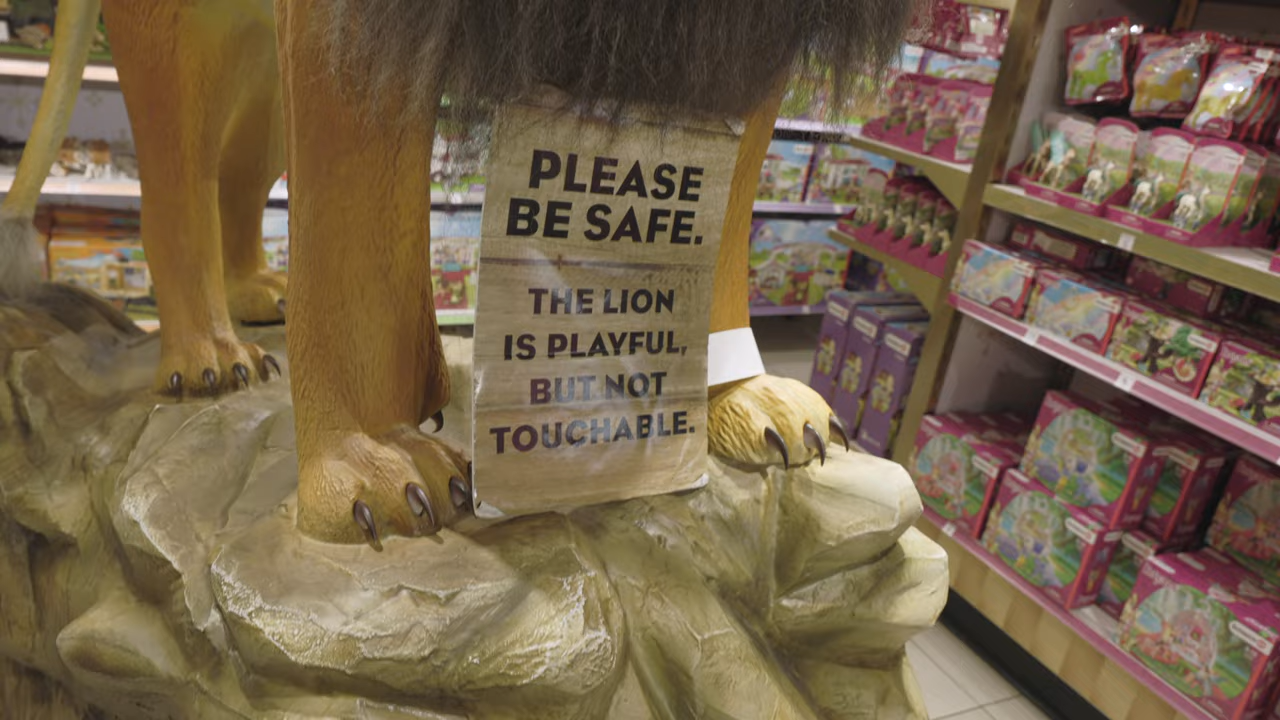 PLEASE
BE SAFE.
THE LION
IS PLAYFUL,
BUT NOT
TOUCHABLE.